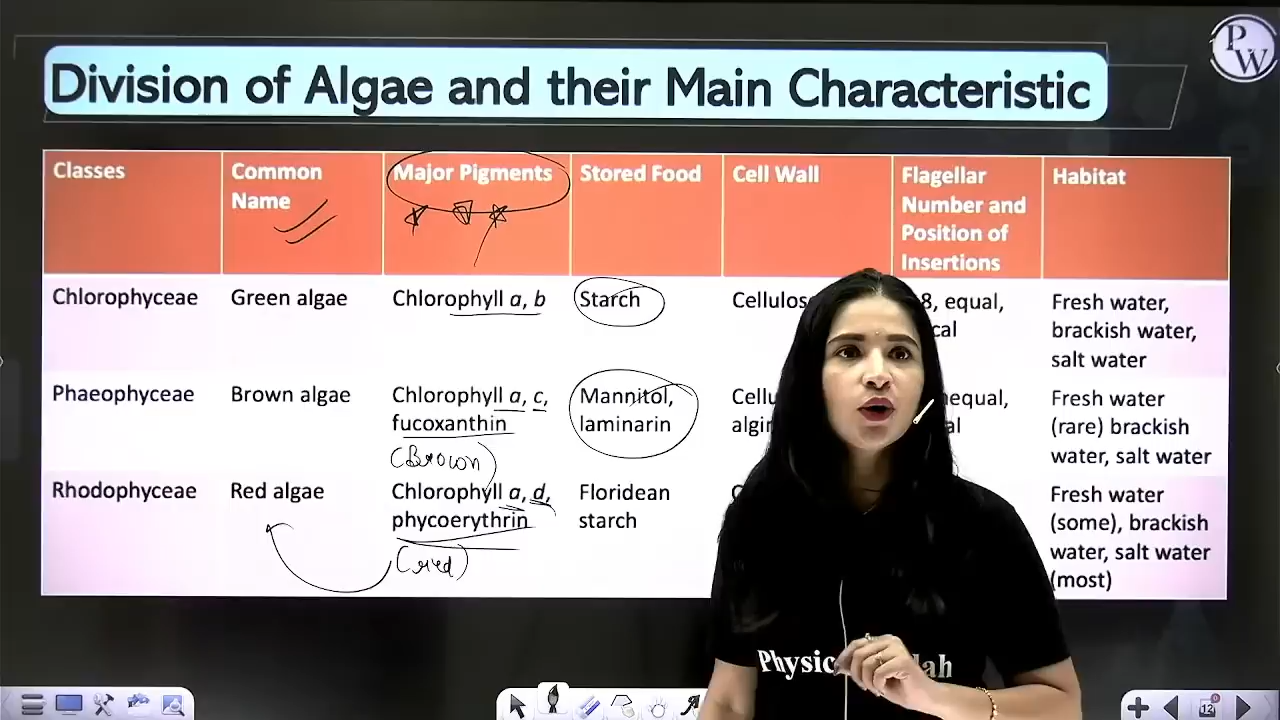 PW
Division of Algae and their Main Characteristic
Classes
Common
Name
Major Pigments
Stored Food
Cell Wall
Flagellar
Number and
Position of
Insertions
Habitat
Chlorophyceae
Green algae
Chlorophyll a, b
Starch
8, equal,
Fresh water,
brackish water,
salt water
Phaeophyceae
Brown algae
Chlorophyll a, c,
fucoxanthin
(Brown)
Mannitol,
laminarin
Fresh water
(rare) brackish
water, salt water
Rhodophyceae
Red algae
Chlorophyll a, d,
phycoerythrin
(red)
Floridean
starch
Fresh water
(some), brackish
water, salt water
(most)
12